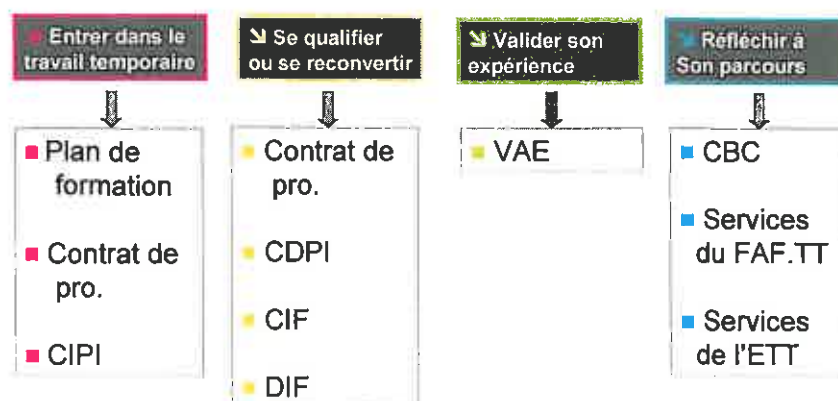 Entrer dans le
travail temporaire
Plan de
formation
Contrat de
pro.
CIPI
Se qualifier
ou se reconvertir
Contrat de
pro.
CDPI
CIF
DIF
Valider son
expérience
VAE
Réfléchir à
Son parcours
CBC
Services
du FAF.TT
Services
de l'ETT